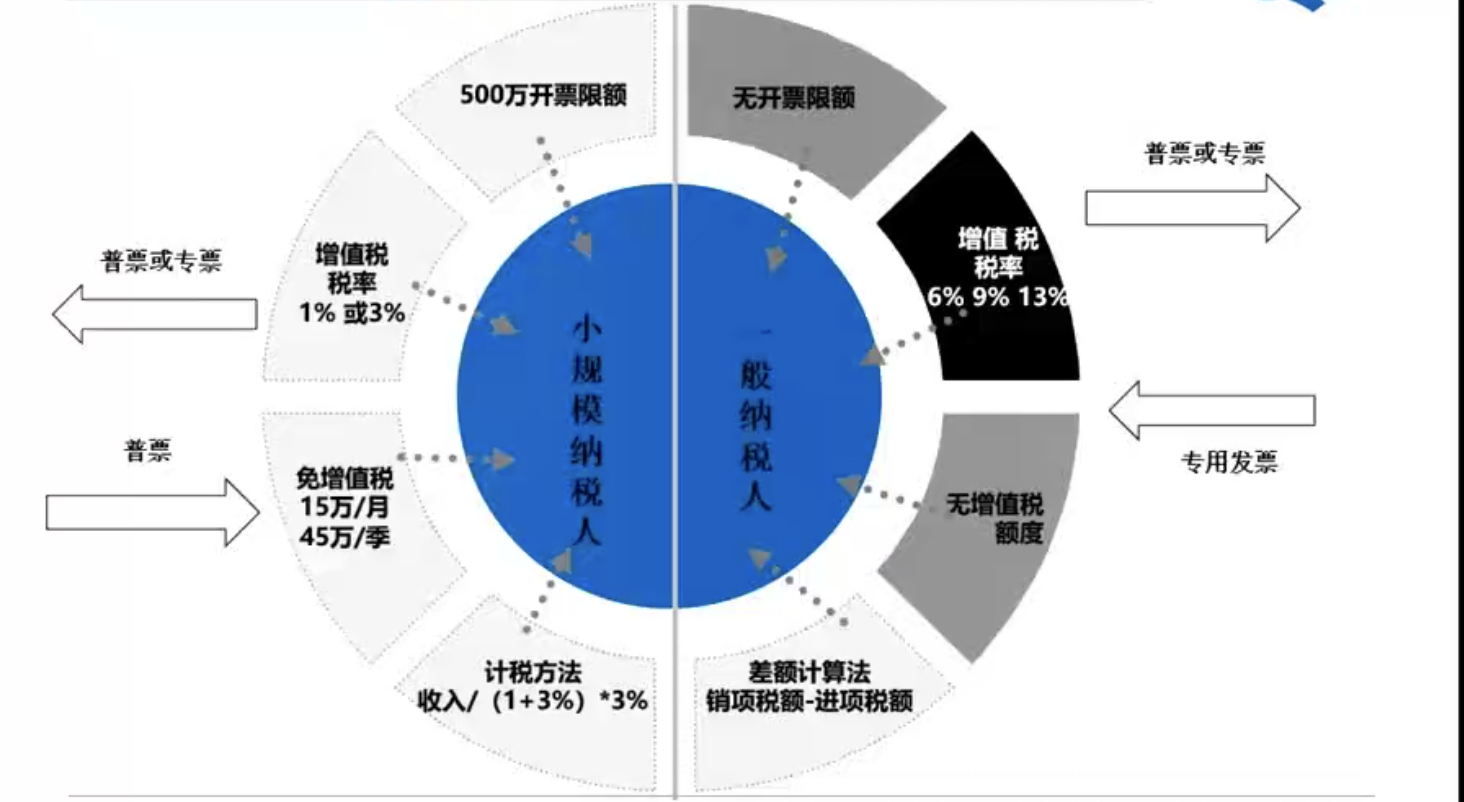 500万开票限额
无开票限额
普票或专票
增值 税
税率
6% 9% 13%
普票或专票
增值税
税率
1% 或3%
小规模纳税人
一般纳税人
专用发票
普票
免增值税
15万/月
45万/季
无增值税
额度
计税方法
收入/（1+3%）*3%
差额计算法
销项税额-进项税额